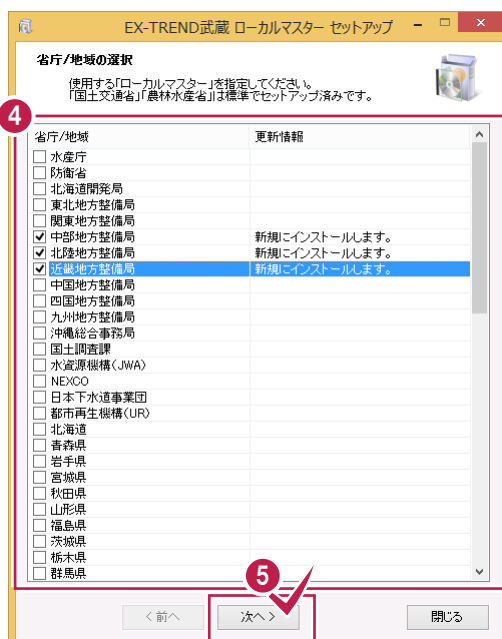 EX-TREND武蔵 ローカルマスター セットアップ
省庁/地域の選択
使用する「ローカルマスター」を指定してください。
「国土交通省」「農林水産省」は標準でセットアップ済みです。
4
省庁/地域 更新情報
水産庁
防衛省
北海道開発局
東北地方整備局
関東地方整備局
中部地方整備局 新規にインストールします。
北陸地方整備局 新規にインストールします。
近畿地方整備局 新規にインストールします。
中国地方整備局
四国地方整備局
九州地方整備局
沖縄総合事務局
国土調査課
水資源機構(JWA)
NEXCO
日本下水道事業団
都市再生機構(UR)
北海道
青森県
岩手県
宮城県
秋田県
山形県
福島県
茨城県
栃木県
群馬県
5
<前へ 次へ> 閉じる